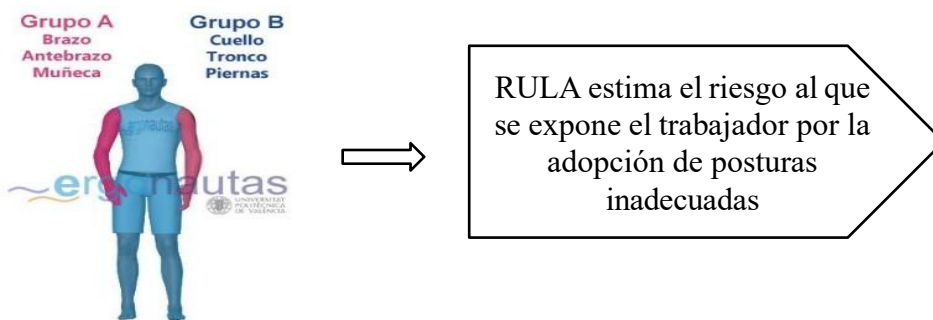 Grupo A
Brazo
Antebrazo
Muñeca
Grupo B
Cuello
Tronco
Piernas
ergonautas
ergonautas
UNIVERSITAT
POLITÈCNICA
DE VALÈNCIA
RULA estima el riesgo al que
se expone el trabajador por la
adopción de posturas
inadecuadas